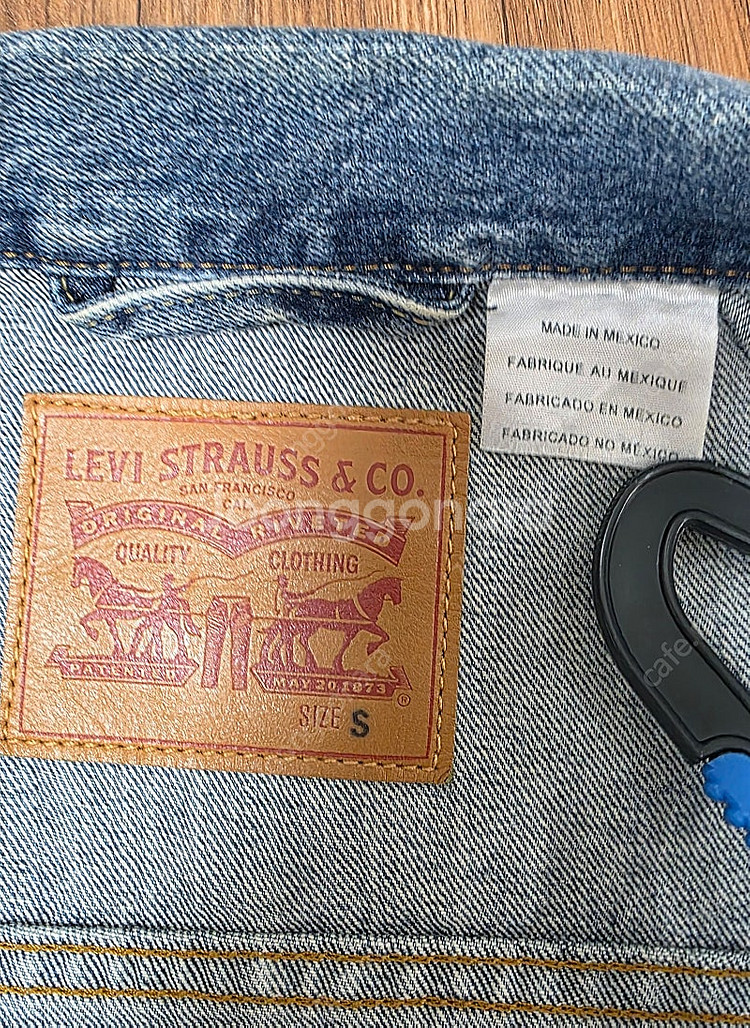 MADE IN MEXICO
FABRIQUE AU MEXIQUE
FABRICADO EN MEXICO
FABRICADO NO MEXICO
LEVI STRAUSS & CO.
SAN FRANCISCO
CAL.
ORIGINAL RIVETED
QUALITY CLOTHING
PATENTED
MAY 20, 1873
®
SIZE S